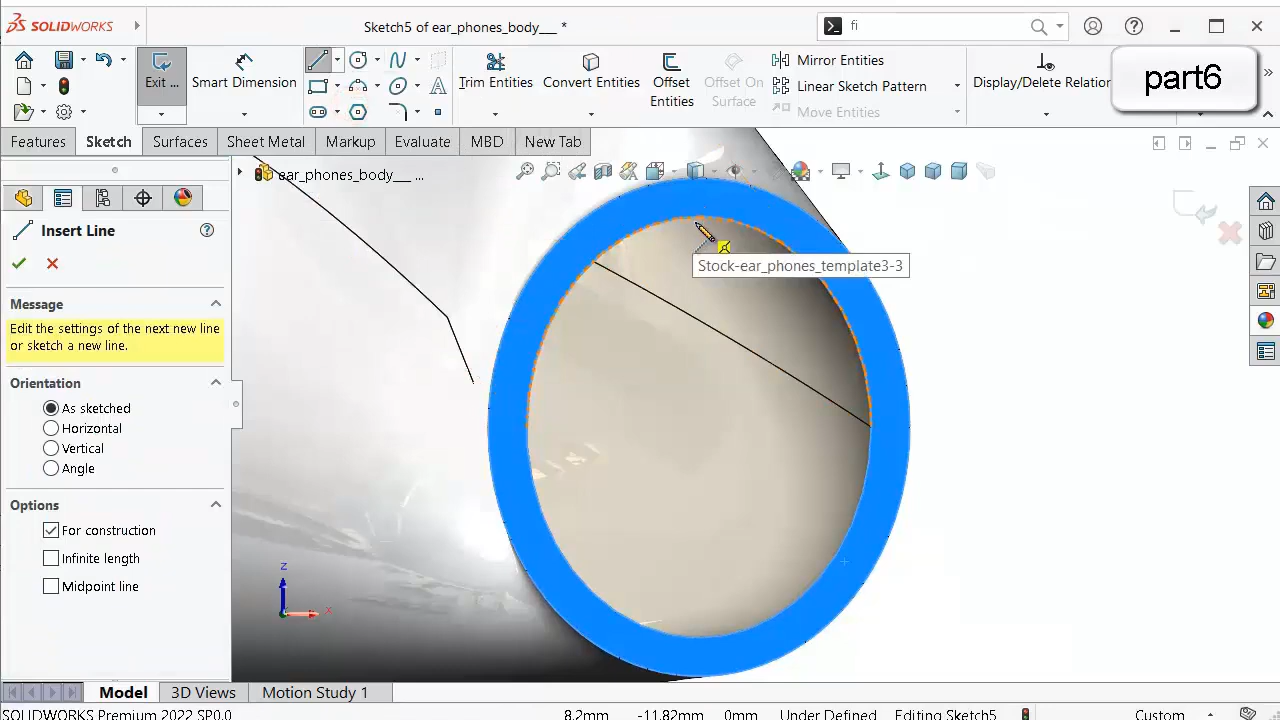 SOLIDWORKS
Sketch5 of ear_phones_body___ *
fi
part6
Exit ...
Smart Dimension
Trim Entities
Convert Entities
Offset Entities
Offset On Surface
Mirror Entities
Linear Sketch Pattern
Move Entities
Display/Delete Relation
Features
Sketch
Surfaces
Sheet Metal
Markup
Evaluate
MBD
New Tab
ear_phones_body___ ...
Insert Line
Message
Edit the settings of the next new line
or sketch a new line.
Orientation
As sketched
Horizontal
Vertical
Angle
Options
For construction
Infinite length
Midpoint line
Stock-ear_phones_template3-3
Z
X
Model
3D Views
Motion Study 1
SOLIDWORKS Premium 2022 SP0.0
8.3mm
-11.82mm
0mm
Under Defined
Editing Sketch5
Custom